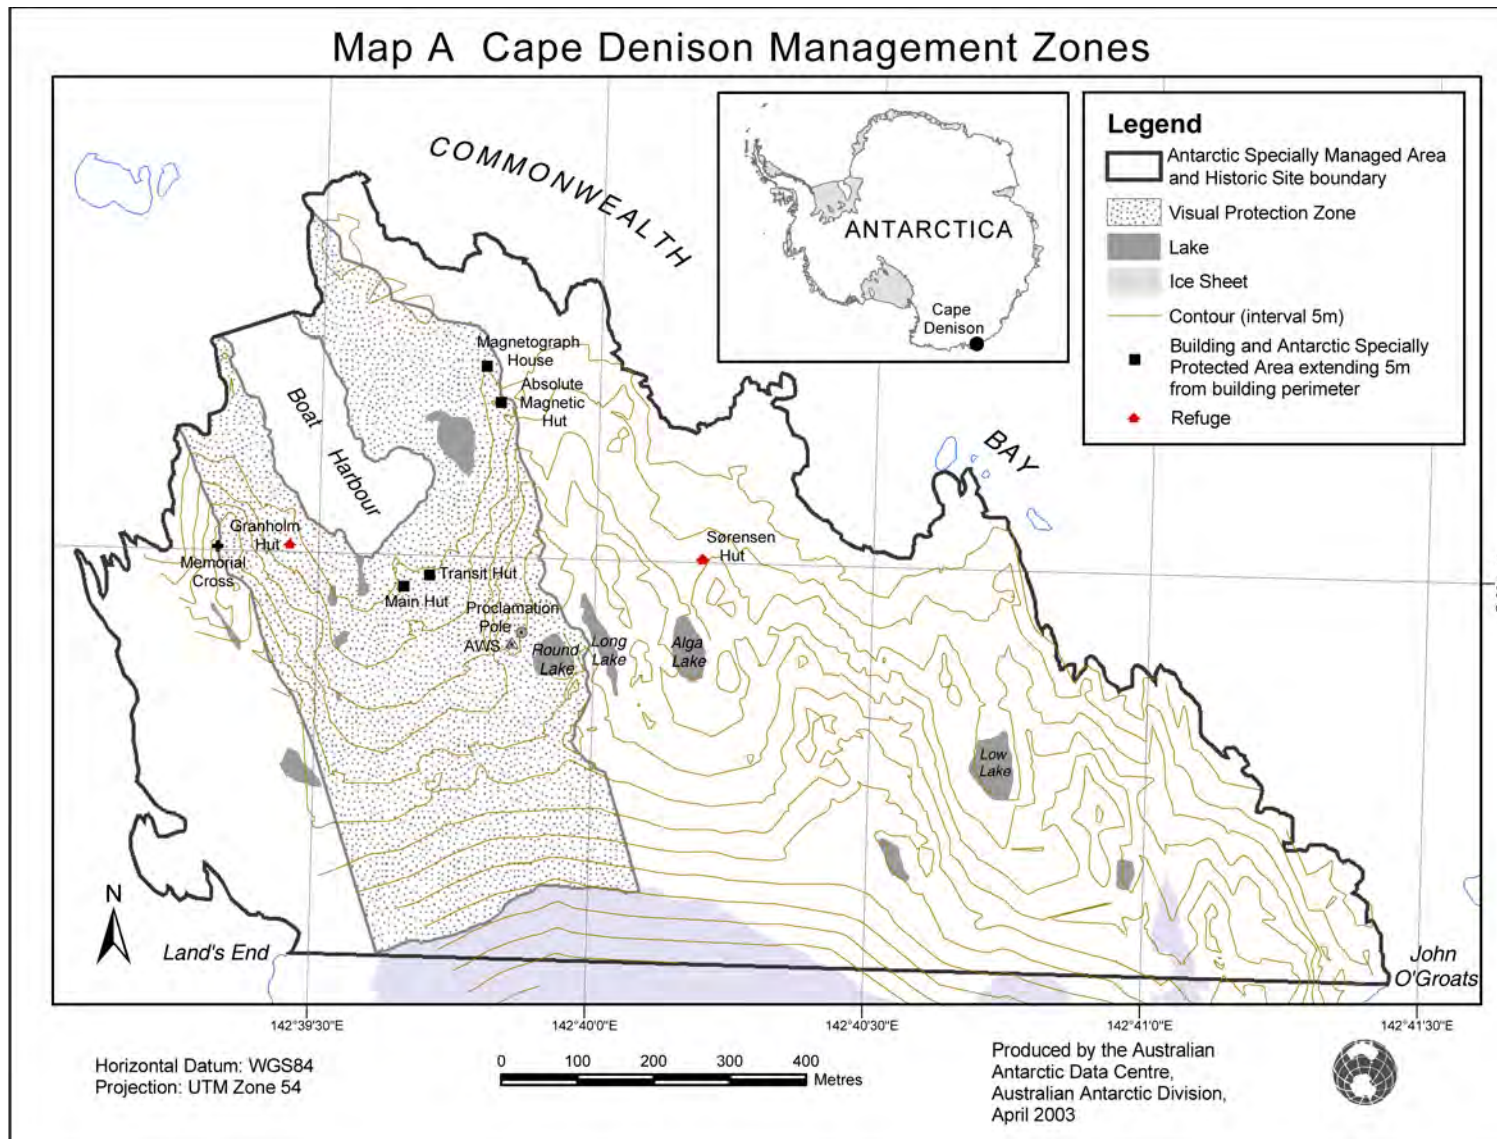 Map A Cape Denison Management Zones
COMMONWEALTH
BAY
ANTARCTICA
Cape
Denison
Legend
Antarctic Specially Managed Area
and Historic Site boundary
Visual Protection Zone
Lake
Ice Sheet
Contour (interval 5m)
Building and Antarctic Specially
Protected Area extending 5m
from building perimeter
Refuge
Magnetograph
House
Absolute
Magnetic
Hut
Boat
Harbour
Granholm
Hut
Memorial
Cross
Transit Hut
Main Hut
Proclamation
Pole
AWS
Round
Lake
Long
Lake
Alga
Lake
Sørensen
Hut
Low
Lake
N
Land's End
John
O'Groats
142°39'30"E
142°40'0"E
142°40'30"E
142°41'0"E
142°41'30"E
Horizontal Datum: WGS84
Projection: UTM Zone 54
0 100 200 300 400
Metres
Produced by the Australian
Antarctic Data Centre,
Australian Antarctic Division,
April 2003